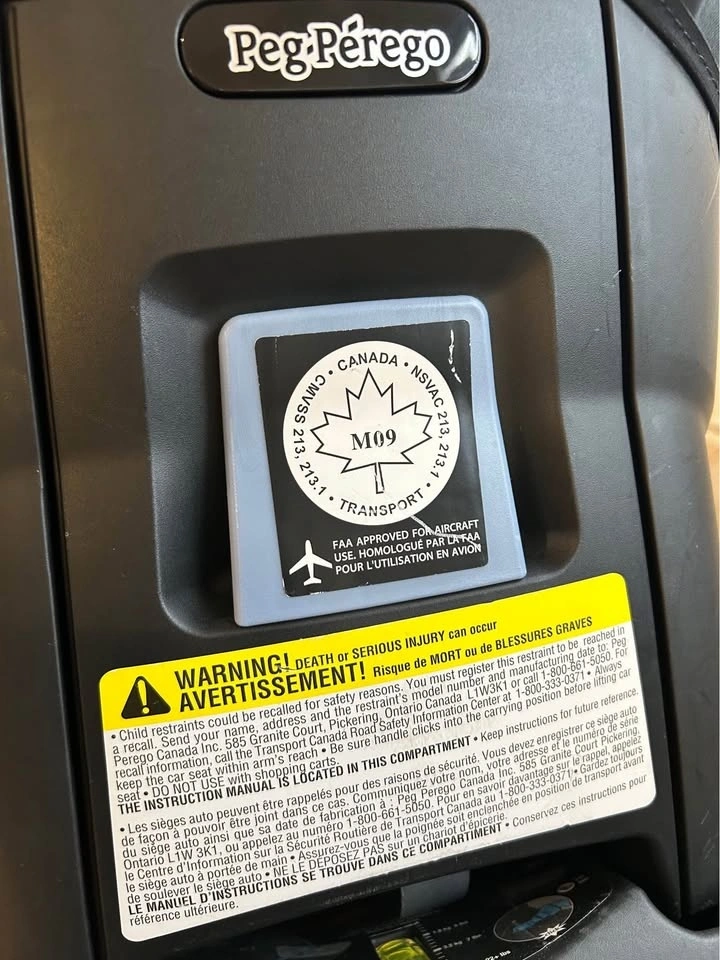 Peg-Pérego
• CANADA •
CMVSS 213, 213.1 •
NSVAC 213, 213.1
M09
• TRANSPORT •
FAA APPROVED FOR AIRCRAFT
USE. HOMOLOGUÉ PAR LA FAA
POUR L'UTILISATION EN AVION
WARNING! DEATH or SERIOUS INJURY can occur
AVERTISSEMENT! Risque de MORT ou de BLESSURES GRAVES
• Child restraints could be recalled for safety reasons. You must register this restraint to be reached in
a recall. Send your name, address and the restraint's model number and manufacturing date to: Peg
Perego Canada Inc. 585 Granite Court, Pickering, Ontario Canada L1W3K1 or call 1-800-661-5050. For
recall information, call the Transport Canada Road Safety Information Center at 1-800-333-0371 • Always
keep the car seat within arm's reach • Be sure handle clicks into the carrying position before lifting car
seat • DO NOT USE with shopping carts.
THE INSTRUCTION MANUAL IS LOCATED IN THIS COMPARTMENT • Keep instructions for future reference.
• Les sièges auto peuvent être rappelés pour des raisons de sécurité. Vous devez enregistrer ce siège auto
de façon à pouvoir être joint dans ce cas. Communiquez votre nom, votre adresse et le numéro de série
du siège auto ainsi que sa date de fabrication à : Peg Perego Canada Inc. 585 Granite Court Pickering,
Ontario L1W 3K1, ou appelez au numéro 1-800-661-5050. Pour en savoir davantage sur le rappel, appelez
le Centre d'Information sur la Sécurité Routière de Transport Canada au 1-800-333-0371 • Gardez toujours
le siège auto à portée de main • Assurez-vous que la poignée soit enclenchée en position de transport avant
de soulever le siège auto • NE LE DEPOSEZ PAS sur un chariot d'épicerie.
LE MANUEL D'INSTRUCTIONS SE TROUVE DANS CE COMPARTIMENT • Conservez ces instructions pour
référence ultérieure.